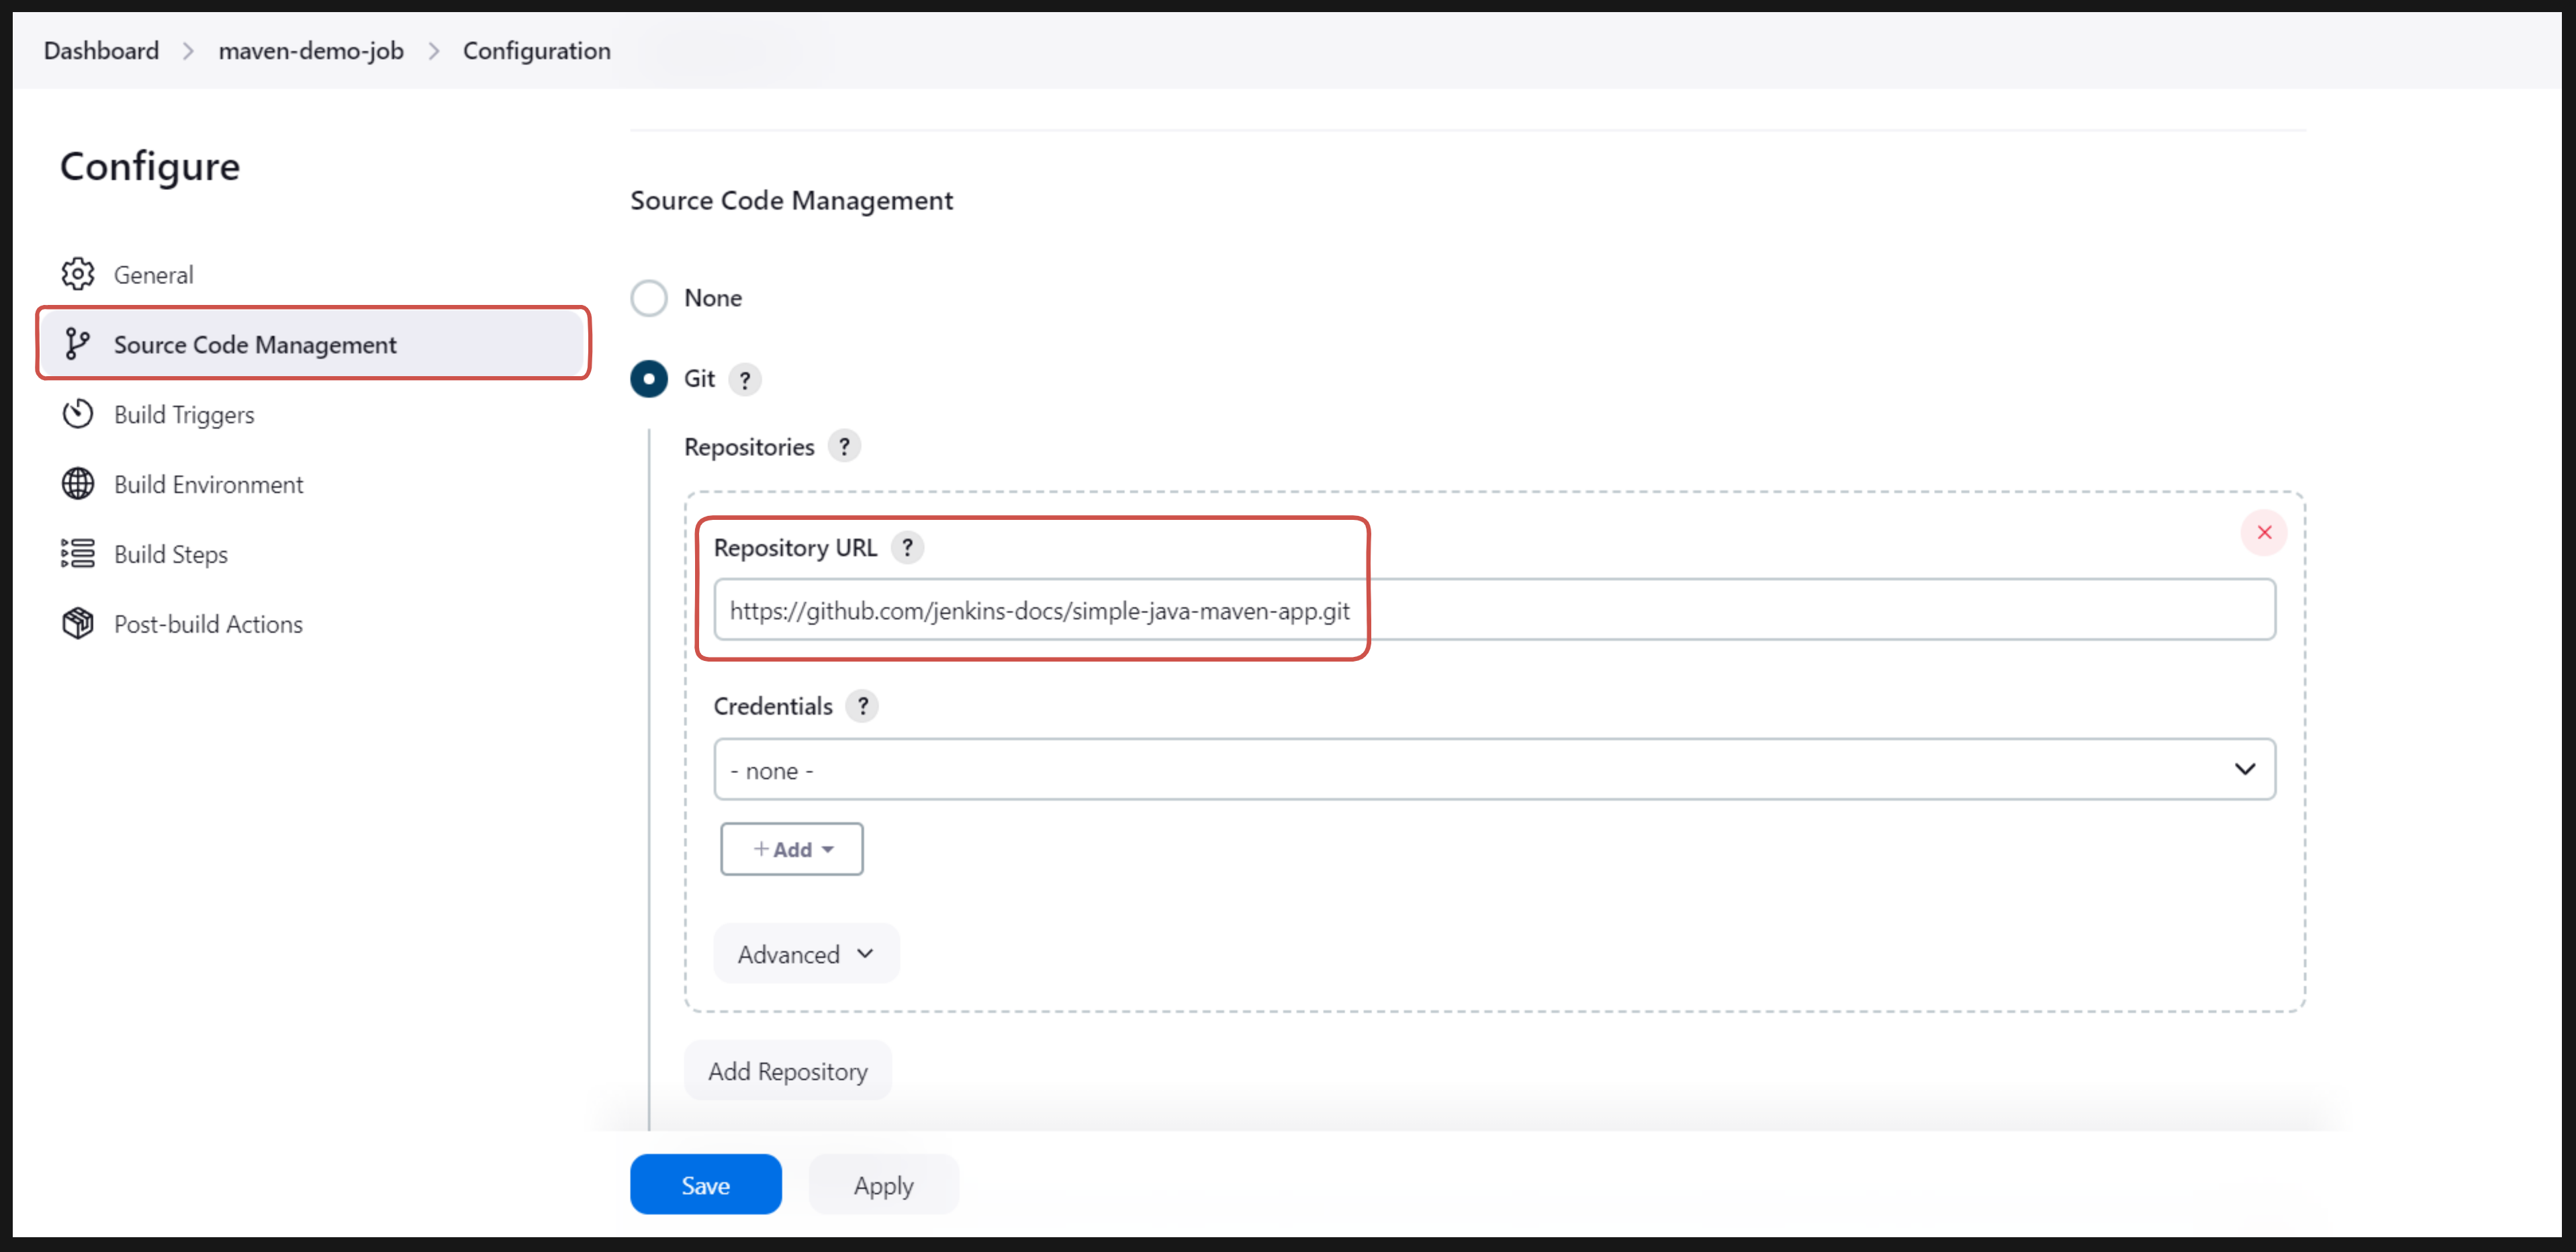 Dashboard > maven-demo-job > Configuration
Configure
General
Source Code Management
Build Triggers
Build Environment
Build Steps
Post-build Actions
Source Code Management
None
Git ?
Repositories ?
Repository URL ?
https://github.com/jenkins-docs/simple-java-maven-app.git
Credentials ?
- none -
+ Add
Advanced
Add Repository
Save Apply